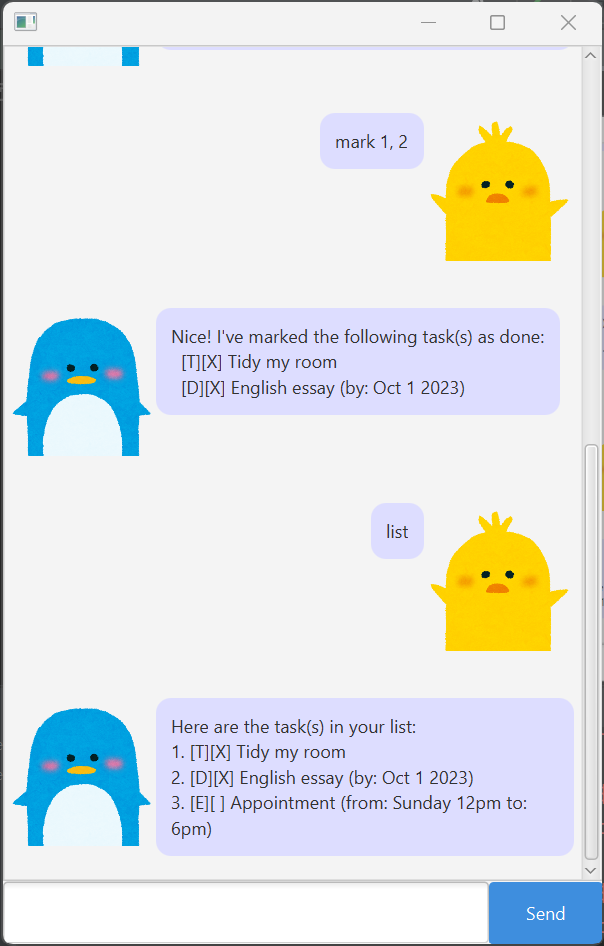 mark 1, 2
Nice! I've marked the following task(s) as done:
[T][X] Tidy my room
[D][X] English essay (by: Oct 1 2023)
list
Here are the task(s) in your list:
1. [T][X] Tidy my room
2. [D][X] English essay (by: Oct 1 2023)
3. [E][ ] Appointment (from: Sunday 12pm to:
6pm)
Send